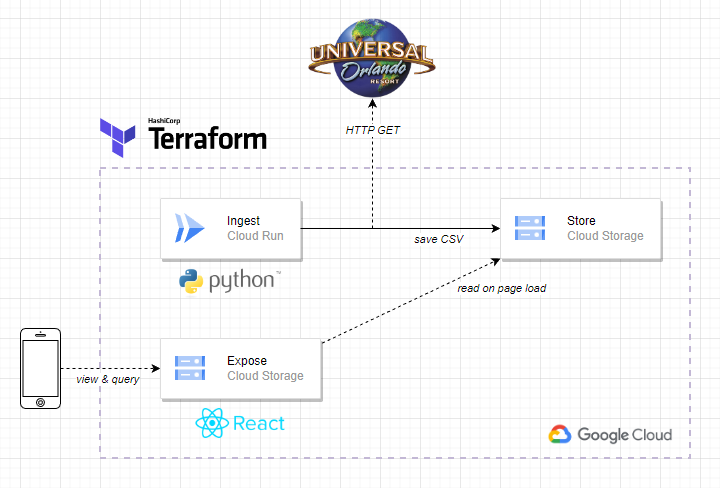 UNIVERSAL
Orlando
RESORT
HTTP GET
HashiCorp
Terraform
Ingest
Cloud Run
Store
Cloud Storage
save CSV
python™
read on page load
Expose
Cloud Storage
view & query
React
Google Cloud